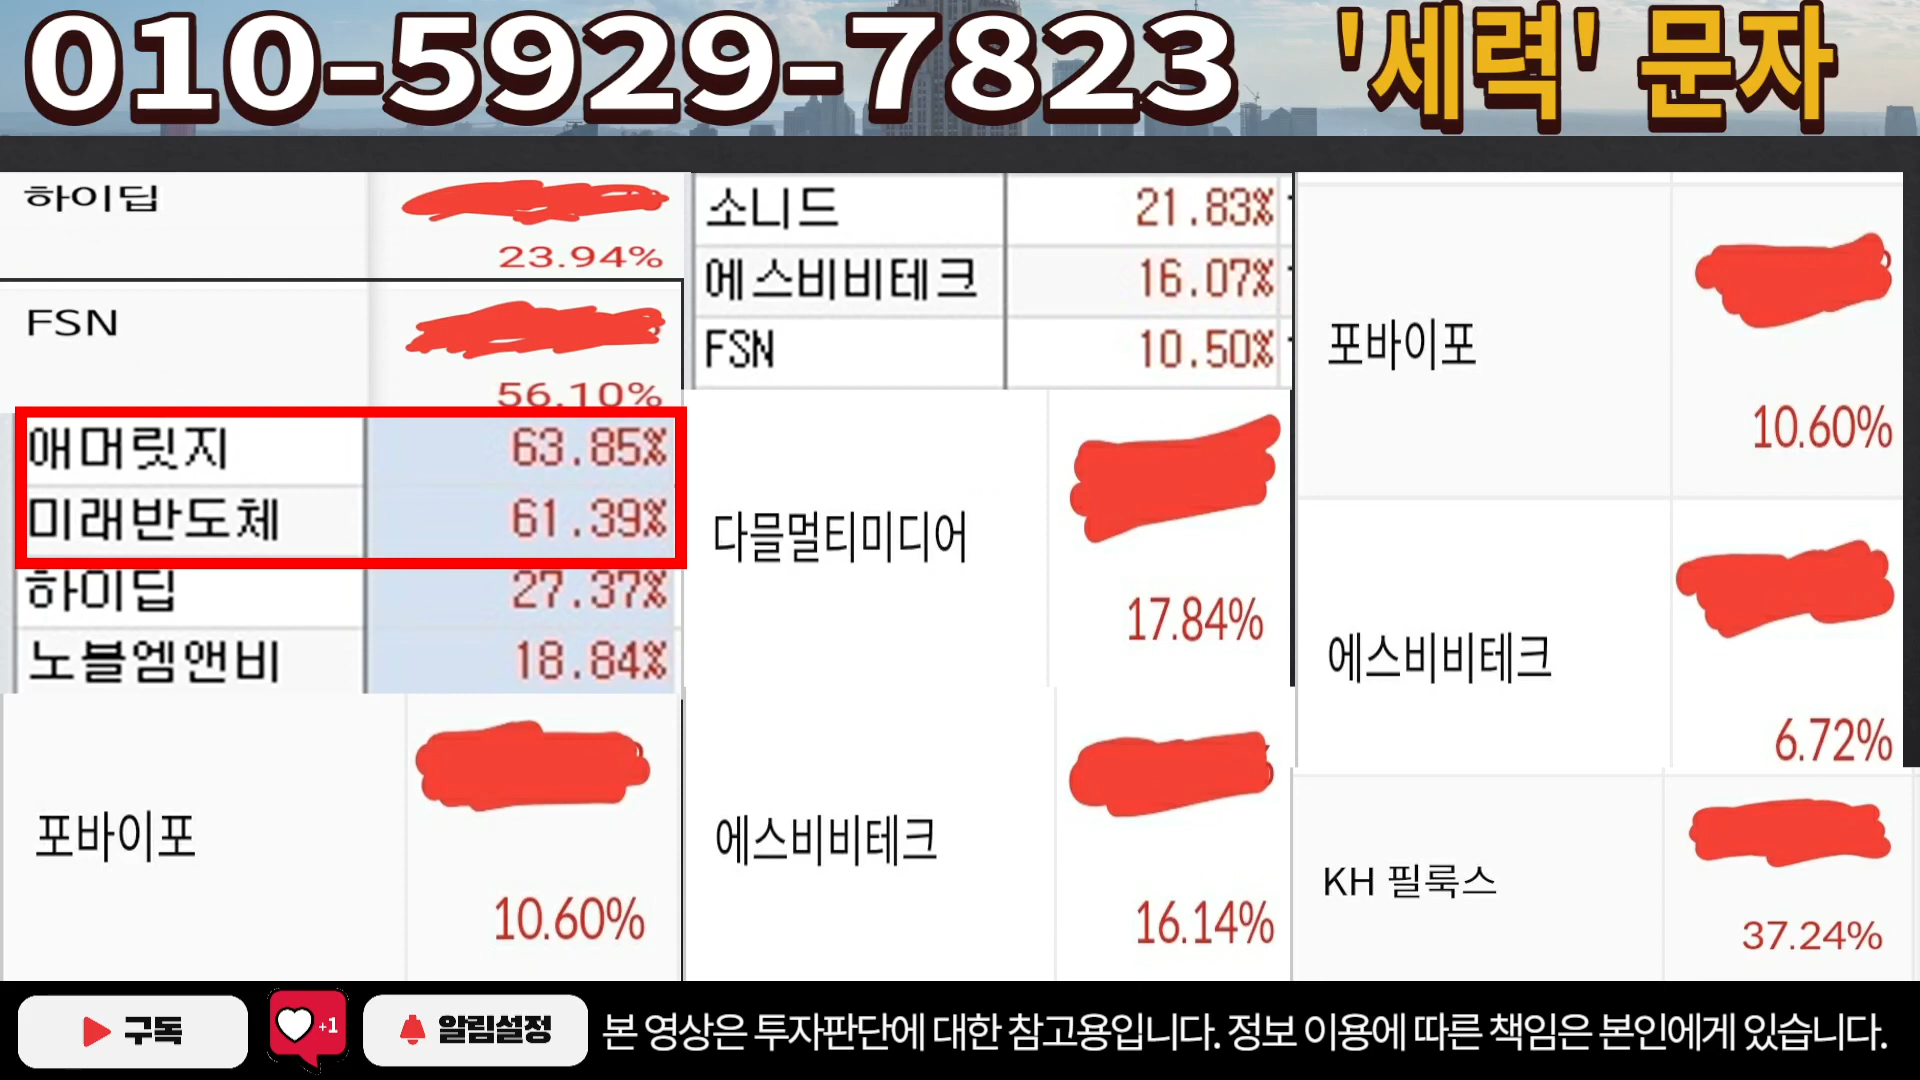 010-5929-7823 '세력' 문자
하이딥
23.94%
FSN
56.10%
애머릿지
63.85%
미래반도체
61.39%
하이딥
27.37%
노블엠앤비
18.84%
포바이포
10.60%
소니드
21.83%
에스비비테크
16.07%
FSN
10.50%
다믈멀티미디어
17.84%
에스비비테크
16.14%
포바이포
10.60%
에스비비테크
6.72%
KH 필룩스
37.24%
구독
+1
알림설정
본 영상은 투자판단에 대한 참고용입니다. 정보 이용에 따른 책임은 본인에게 있습니다.